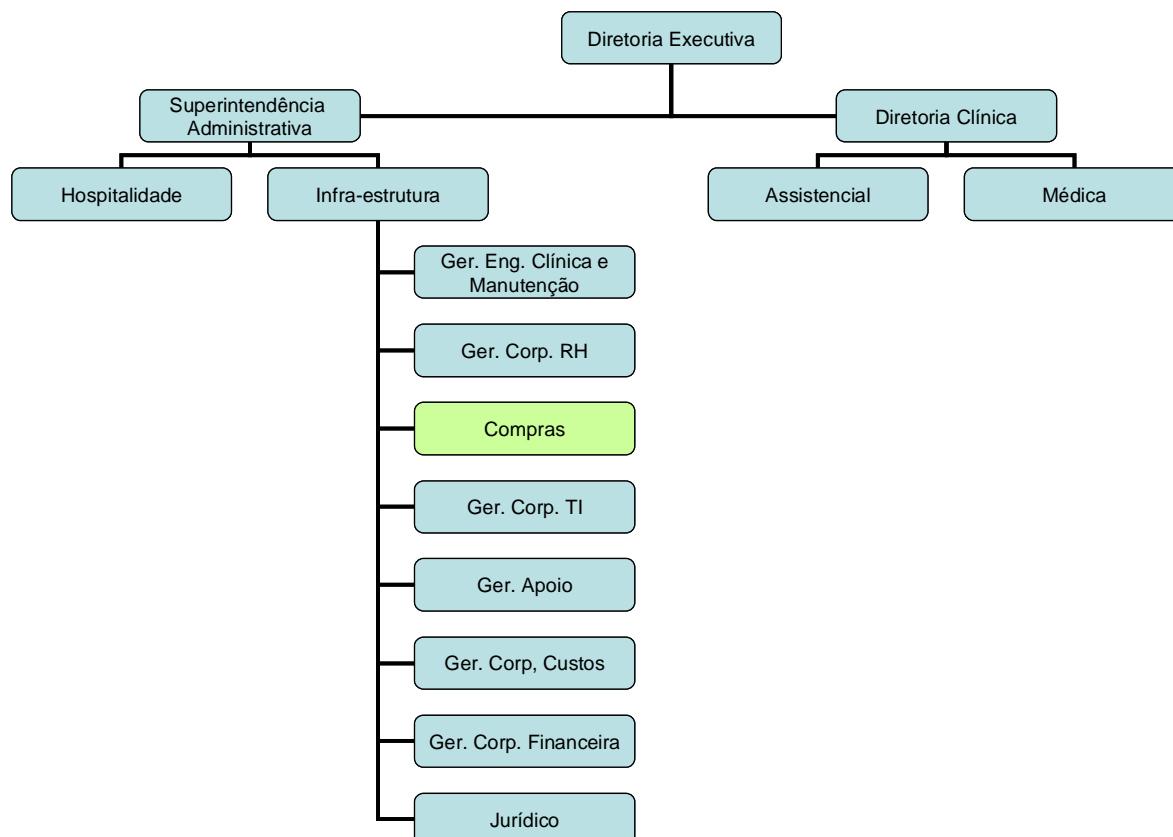 Diretoria Executiva
Superintendência
Administrativa
Diretoria Clínica
Hospitalidade
Infra-estrutura
Assistencial
Médica
Ger. Eng. Clínica e
Manutenção
Ger. Corp. RH
Compras
Ger. Corp. TI
Ger. Apoio
Ger. Corp, Custos
Ger. Corp. Financeira
Jurídico